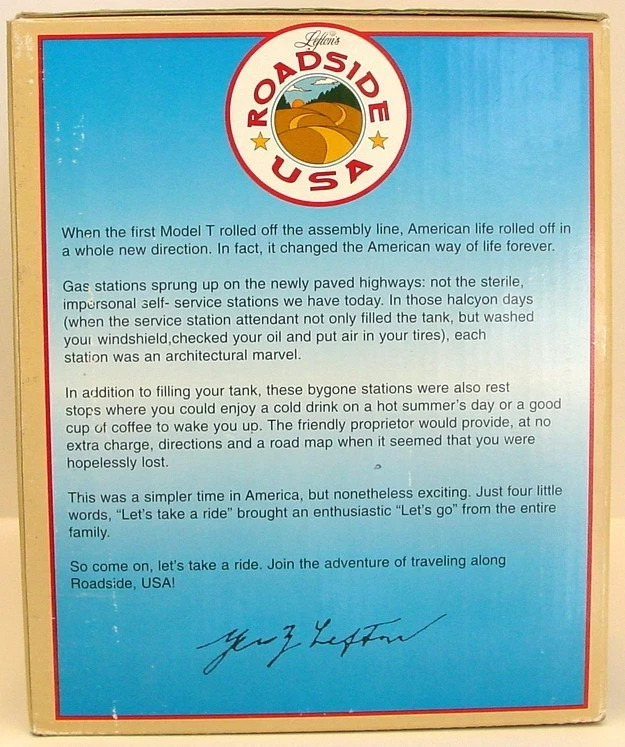 Lefton's
ROADSIDE
USA
When the first Model T rolled off the assembly line, American life rolled off in
a whole new direction. In fact, it changed the American way of life forever.
Gas stations sprung up on the newly paved highways: not the sterile,
impersonal self- service stations we have today. In those halcyon days
(when the service station attendant not only filled the tank, but washed
your windshield,checked your oil and put air in your tires), each
station was an architectural marvel.
In addition to filling your tank, these bygone stations were also rest
stops where you could enjoy a cold drink on a hot summer's day or a good
cup of coffee to wake you up. The friendly proprietor would provide, at no
extra charge, directions and a road map when it seemed that you were
hopelessly lost.
This was a simpler time in America, but nonetheless exciting. Just four little
words, “Let's take a ride” brought an enthusiastic “Let's go” from the entire
family.
So come on, let's take a ride. Join the adventure of traveling along
Roadside, USA!
Lefton